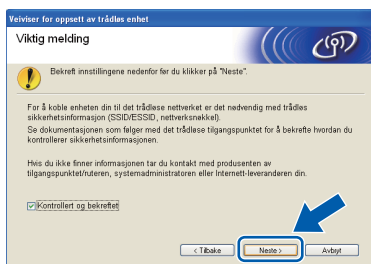 Veiviser for oppsett av trådløs enhet
Viktig melding
Bekreft innstillingene nedenfor før du klikker på "Neste".
For å koble enheten din til det trådløse nettverket er det nødvendig med trådløs
sikkerhetsinformasjon (SSID/ESSID, nettverksnøkkel).
Se dokumentasjonen som følger med det trådløse tilgangspunktet for å bekrefte hvordan du
kontrollerer sikkerhetsinformasjonen.
Hvis du ikke finner informasjonen tar du kontakt med produsenten av
tilgangspunktet/ruteren, systemadministratoren eller Internett-leverandøren din.
Kontrollert og bekreftet
< Tilbake Neste > Avbryt